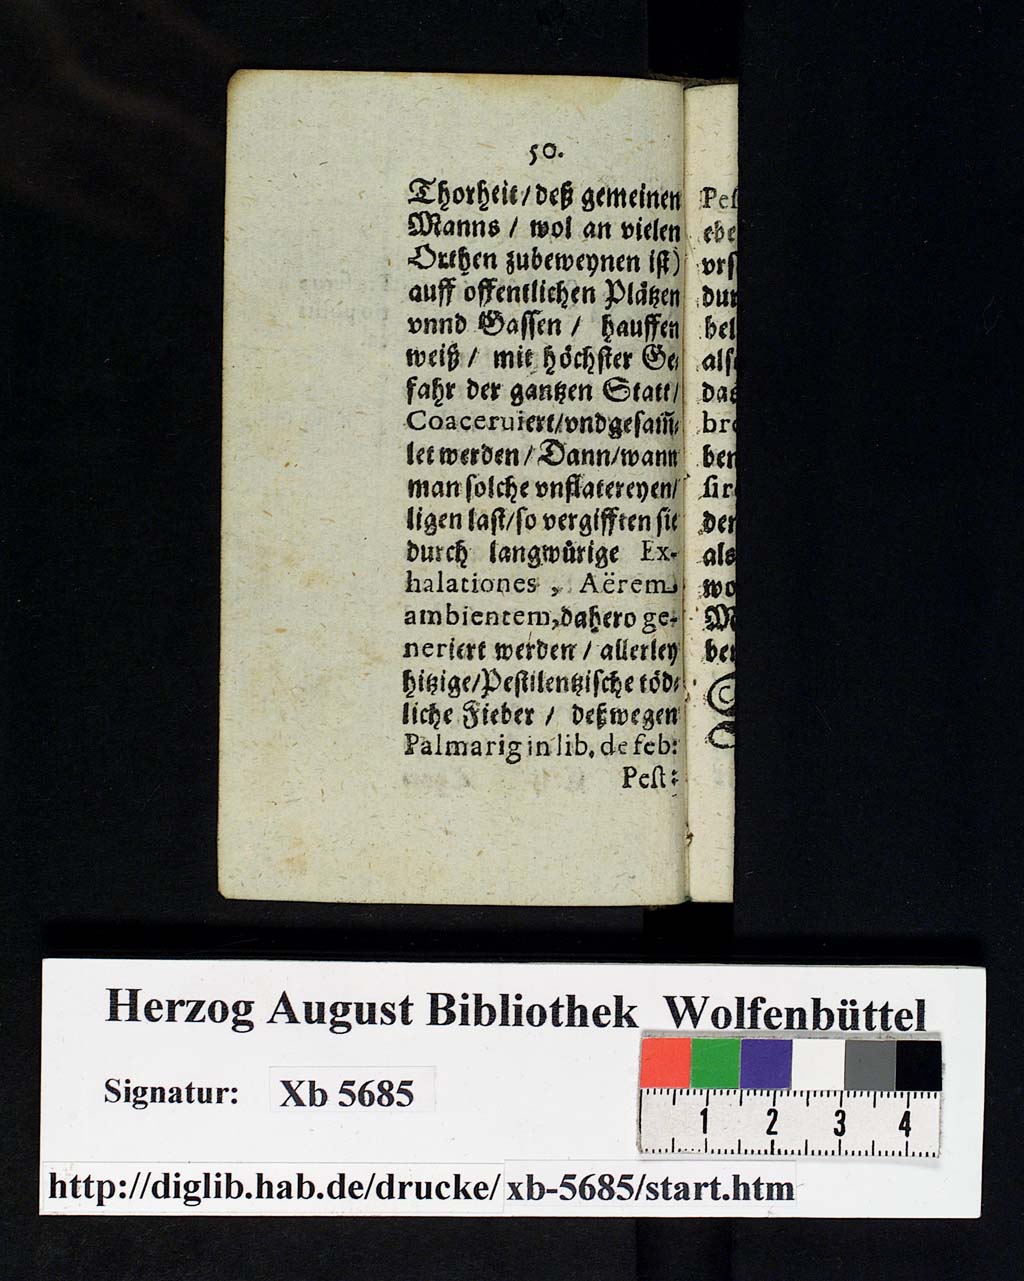 50.
Thorheit / deß gemeinen
Manns / wol an vielen
Orthen zubeweynen ist)
auff offentlichen Plätzen
vnnd Gassen / hauffen
weiß / mit höchster Ge-
fahr der gantzen Statt /
Coaceruiert / vnd gesam̃-
let werden / Dann / wann
man solche vnflatereyen /
ligen last / so vergifften sie
durch langwürige Ex-
halationes, Aërem
ambientem, dahero ge-
neriert werden / allerley
hitzige / Pestilentzische töd-
liche Fieber / deßwegen
Palmarig in lib. de feb:
Pest:
Herzog August Bibliothek Wolfenbüttel
Signatur: Xb 5685
1 2 3 4
http://diglib.hab.de/drucke/xb-5685/start.htm